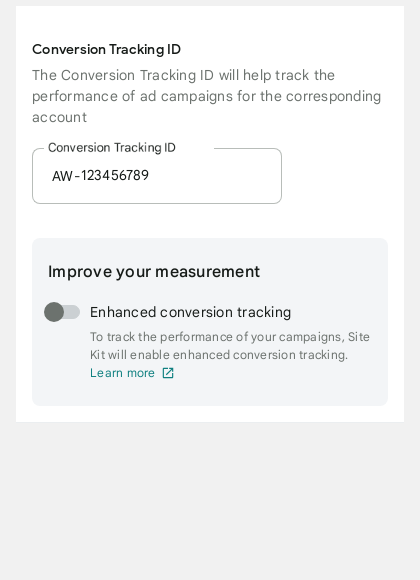 Conversion Tracking ID
The Conversion Tracking ID will help track the
performance of ad campaigns for the corresponding
account
Conversion Tracking ID
AW-123456789
Improve your measurement
Enhanced conversion tracking
To track the performance of your campaigns, Site
Kit will enable enhanced conversion tracking.
Learn more